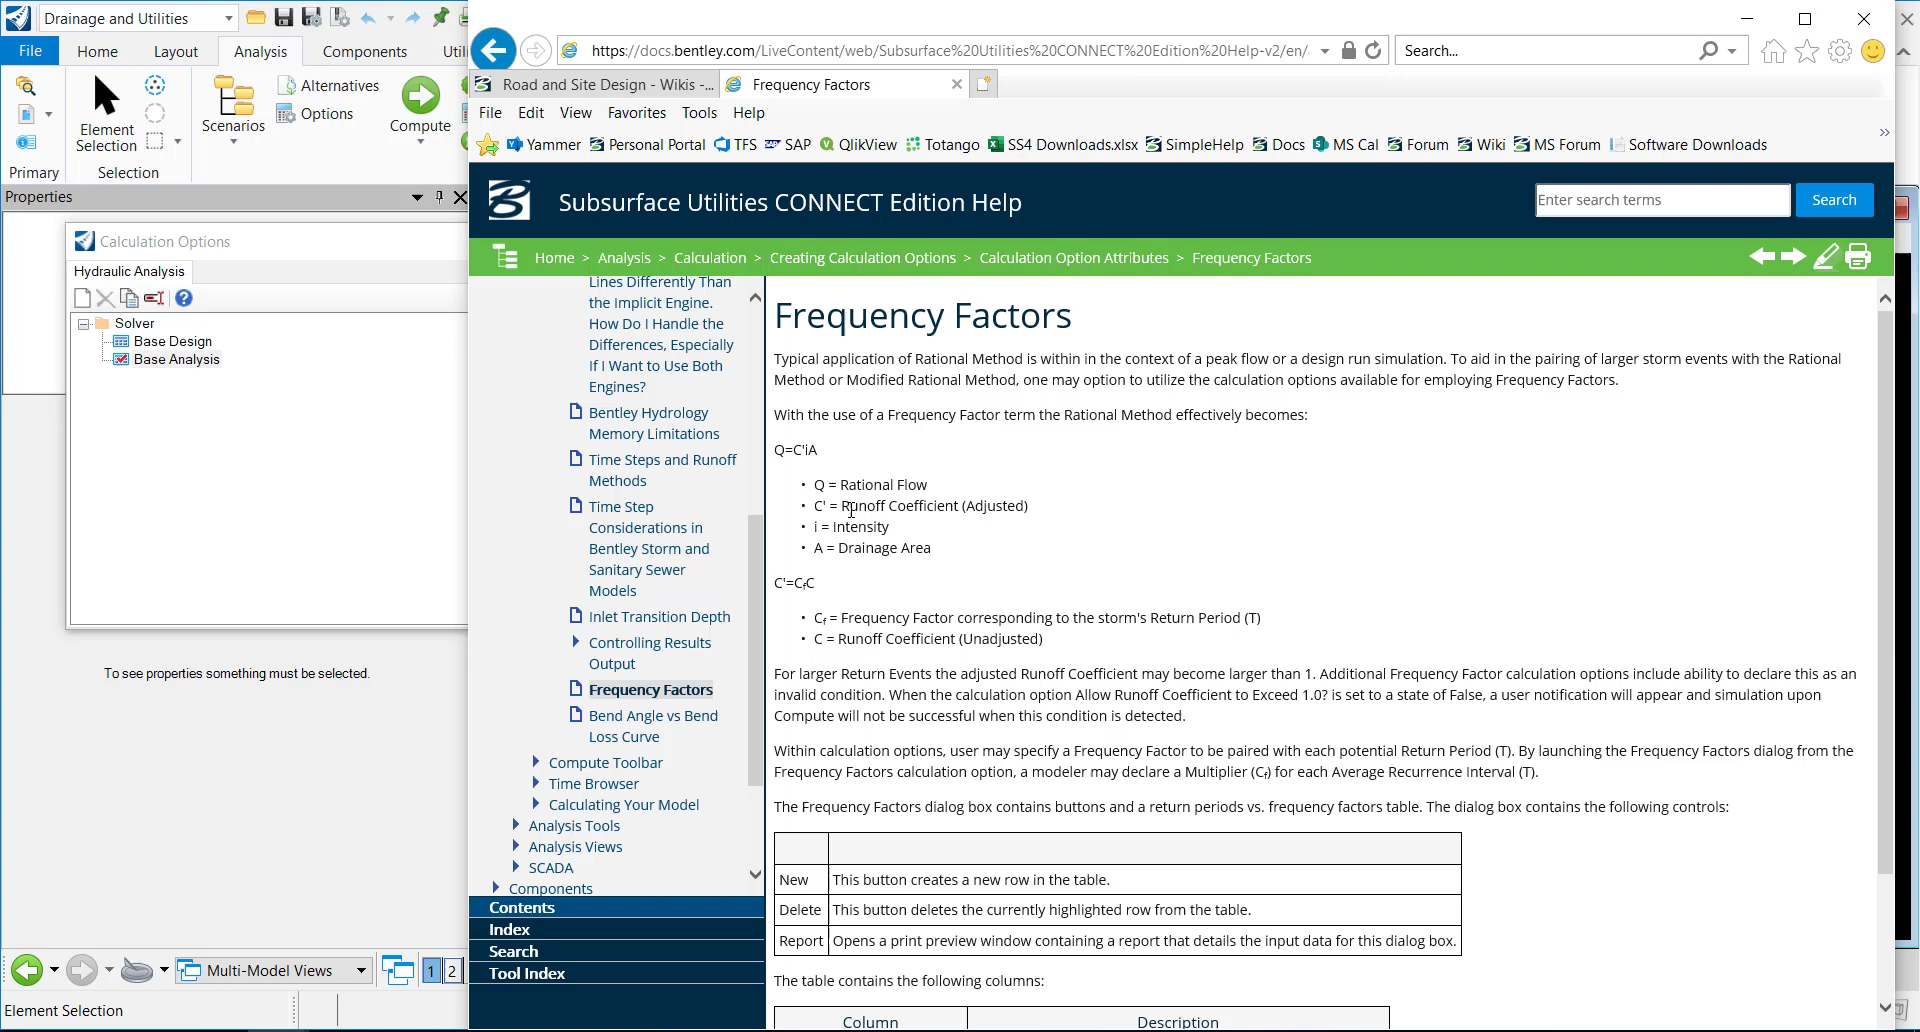 Drainage and Utilities
File
Home
Layout
Analysis
Components
Utili
Primary
Element
Selection
Selection
Scenarios
Alternatives
Options
Compute
Properties
Calculation Options
Hydraulic Analysis
Solver
Base Design
Base Analysis
To see properties something must be selected.
Multi-Model Views
1
2
Element Selection
https://docs.bentley.com/LiveContent/web/Subsurface%20Utilities%20CONNECT%20Edition%20Help-v2/en/
Search...
Road and Site Design - Wikis -...
Frequency Factors
File Edit View Favorites Tools Help
Yammer Personal Portal TFS SAP QlikView Totango SS4 Downloads.xlsx SimpleHelp Docs MS Cal Forum Wiki MS Forum Software Downloads
Subsurface Utilities CONNECT Edition Help
Enter search terms
Search
Home > Analysis > Calculation > Creating Calculation Options > Calculation Option Attributes > Frequency Factors
Lines Differently Than
the Implicit Engine.
How Do I Handle the
Differences, Especially
If I Want to Use Both
Engines?
Bentley Hydrology
Memory Limitations
Time Steps and Runoff
Methods
Time Step
Considerations in
Bentley Storm and
Sanitary Sewer
Models
Inlet Transition Depth
Controlling Results
Output
Frequency Factors
Bend Angle vs Bend
Loss Curve
Compute Toolbar
Time Browser
Calculating Your Model
Analysis Tools
Analysis Views
SCADA
Components
Contents
Index
Search
Tool Index
Frequency Factors
Typical application of Rational Method is within in the context of a peak flow or a design run simulation. To aid in the pairing of larger storm events with the Rational
Method or Modified Rational Method, one may option to utilize the calculation options available for employing Frequency Factors.
With the use of a Frequency Factor term the Rational Method effectively becomes:
Q=C'iA
• Q = Rational Flow
• C' = Runoff Coefficient (Adjusted)
• i = Intensity
• A = Drainage Area
C'=CfC
• Cf = Frequency Factor corresponding to the storm's Return Period (T)
• C = Runoff Coefficient (Unadjusted)
For larger Return Events the adjusted Runoff Coefficient may become larger than 1. Additional Frequency Factor calculation options include ability to declare this as an
invalid condition. When the calculation option Allow Runoff Coefficient to Exceed 1.0? is set to a state of False, a user notification will appear and simulation upon
Compute will not be successful when this condition is detected.
Within calculation options, user may specify a Frequency Factor to be paired with each potential Return Period (T). By launching the Frequency Factors dialog from the
Frequency Factors calculation option, a modeler may declare a Multiplier (Cf) for each Average Recurrence Interval (T).
The Frequency Factors dialog box contains buttons and a return periods vs. frequency factors table. The dialog box contains the following controls:
New This button creates a new row in the table.
Delete This button deletes the currently highlighted row from the table.
Report Opens a print preview window containing a report that details the input data for this dialog box.
The table contains the following columns:
Column Description